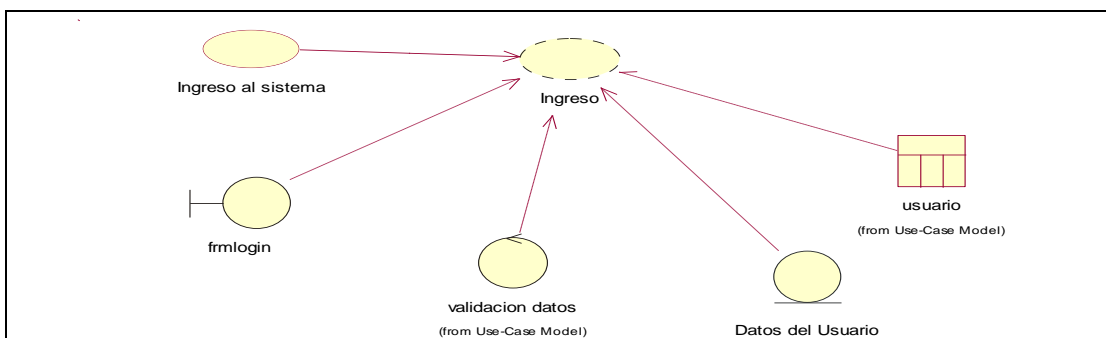 Ingreso al sistema
Ingreso
usuario
(from Use-Case Model)
frmlogin
validacion datos
(from Use-Case Model)
Datos del Usuario